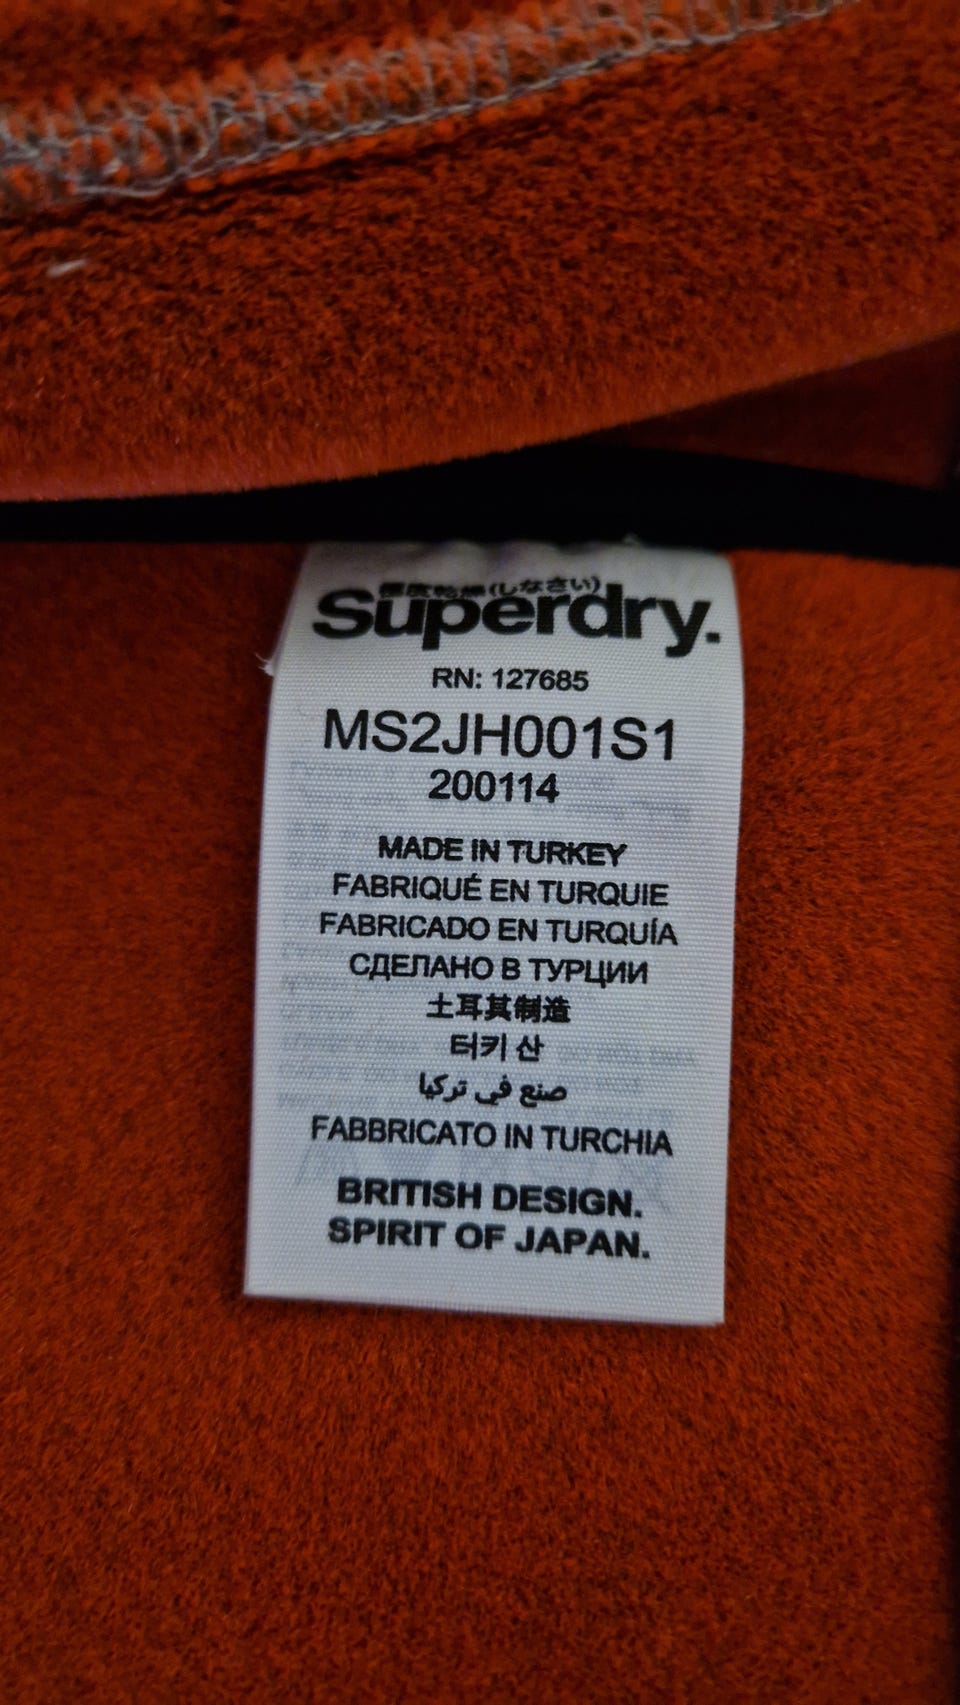 極度乾燥(しなさい)
Superdry.
RN: 127685
MS2JH001S1
200114
MADE IN TURKEY
FABRIQUÉ EN TURQUIE
FABRICADO EN TURQUÍA
СДЕЛАНО В ТУРЦИИ
土耳其制造
터키 산
صنع في تركيا
FABBRICATO IN TURCHIA
BRITISH DESIGN.
SPIRIT OF JAPAN.